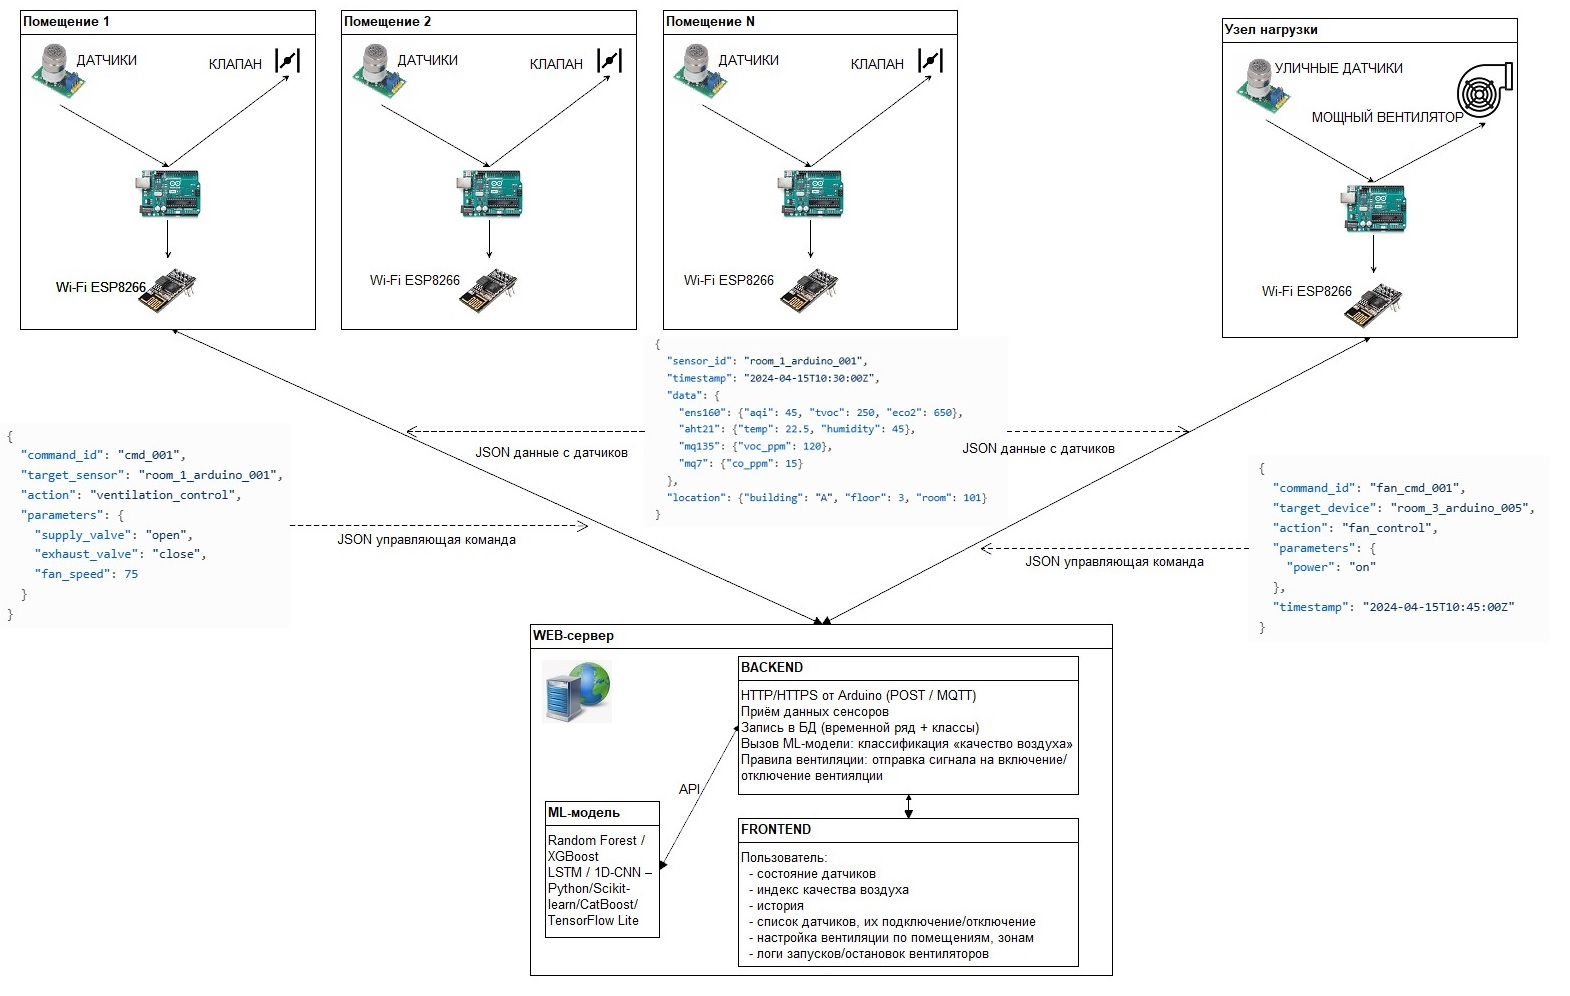 Помещение 1
ДАТЧИКИ
КЛАПАН
Wi-Fi ESP8266
Помещение 2
ДАТЧИКИ
КЛАПАН
Wi-Fi ESP8266
Помещение N
ДАТЧИКИ
КЛАПАН
Wi-Fi ESP8266
Узел нагрузки
УЛИЧНЫЕ ДАТЧИКИ
МОЩНЫЙ ВЕНТИЛЯТОР
Wi-Fi ESP8266
{
"sensor_id": "room_1_arduino_001",
"timestamp": "2024-04-15T10:30:00Z",
"data": {
"ens160": {"aqi": 45, "tvoc": 250, "eco2": 650},
"aht21": {"temp": 22.5, "humidity": 45},
"mq135": {"voc_ppm": 120},
"mq7": {"co_ppm": 15}
},
"location": {"building": "A", "floor": 3, "room": 101}
}
JSON данные с датчиков
JSON данные с датчиков
{
"command_id": "cmd_001",
"target_sensor": "room_1_arduino_001",
"action": "ventilation_control",
"parameters": {
"supply_valve": "open",
"exhaust_valve": "close",
"fan_speed": 75
}
}
JSON управляющая команда
{
"command_id": "fan_cmd_001",
"target_device": "room_3_arduino_005",
"action": "fan_control",
"parameters": {
"power": "on"
},
"timestamp": "2024-04-15T10:45:00Z"
}
JSON управляющая команда
WEB-сервер
BACKEND
HTTP/HTTPS от Arduino (POST / MQTT)
Приём данных сенсоров
Запись в БД (временной ряд + классы)
Вызов ML-модели: классификация «качество воздуха»
Правила вентиляции: отправка сигнала на включение/
отключение вентиялции
API
ML-модель
Random Forest /
XGBoost
LSTM / 1D-CNN –
Python/Scikit-
learn/CatBoost/
TensorFlow Lite
FRONTEND
Пользователь:
- состояние датчиков
- индекс качества воздуха
- история
- список датчиков, их подключение/отключение
- настройка вентиляции по помещениям, зонам
- логи запусков/остановок вентиляторов